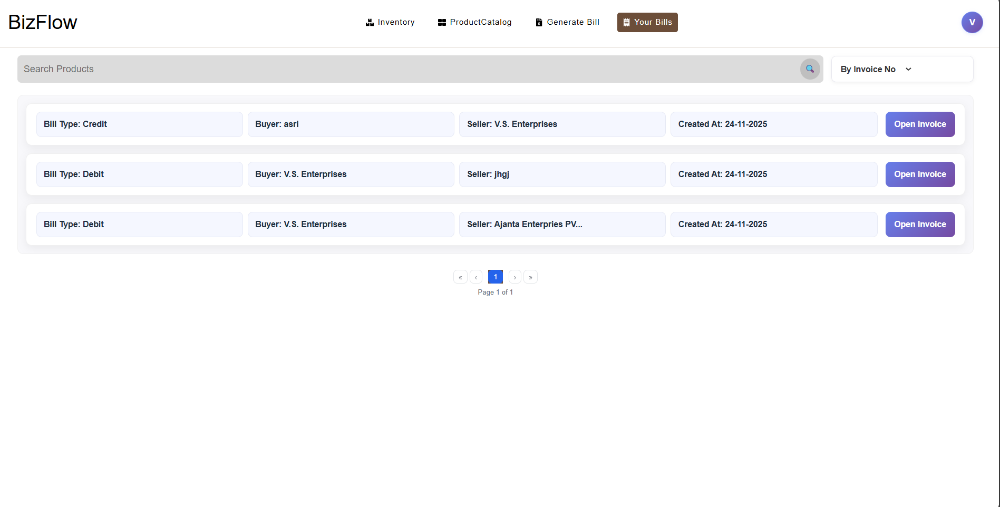 BizFlow
Inventory
ProductCatalog
Generate Bill
Your Bills
V
Search Products
By Invoice No
Bill Type: Credit
Buyer: asri
Seller: V.S. Enterprises
Created At: 24-11-2025
Open Invoice
Bill Type: Debit
Buyer: V.S. Enterprises
Seller: jhgj
Created At: 24-11-2025
Open Invoice
Bill Type: Debit
Buyer: V.S. Enterprises
Seller: Ajanta Enterpries PV...
Created At: 24-11-2025
Open Invoice
« ‹ 1 › »
Page 1 of 1